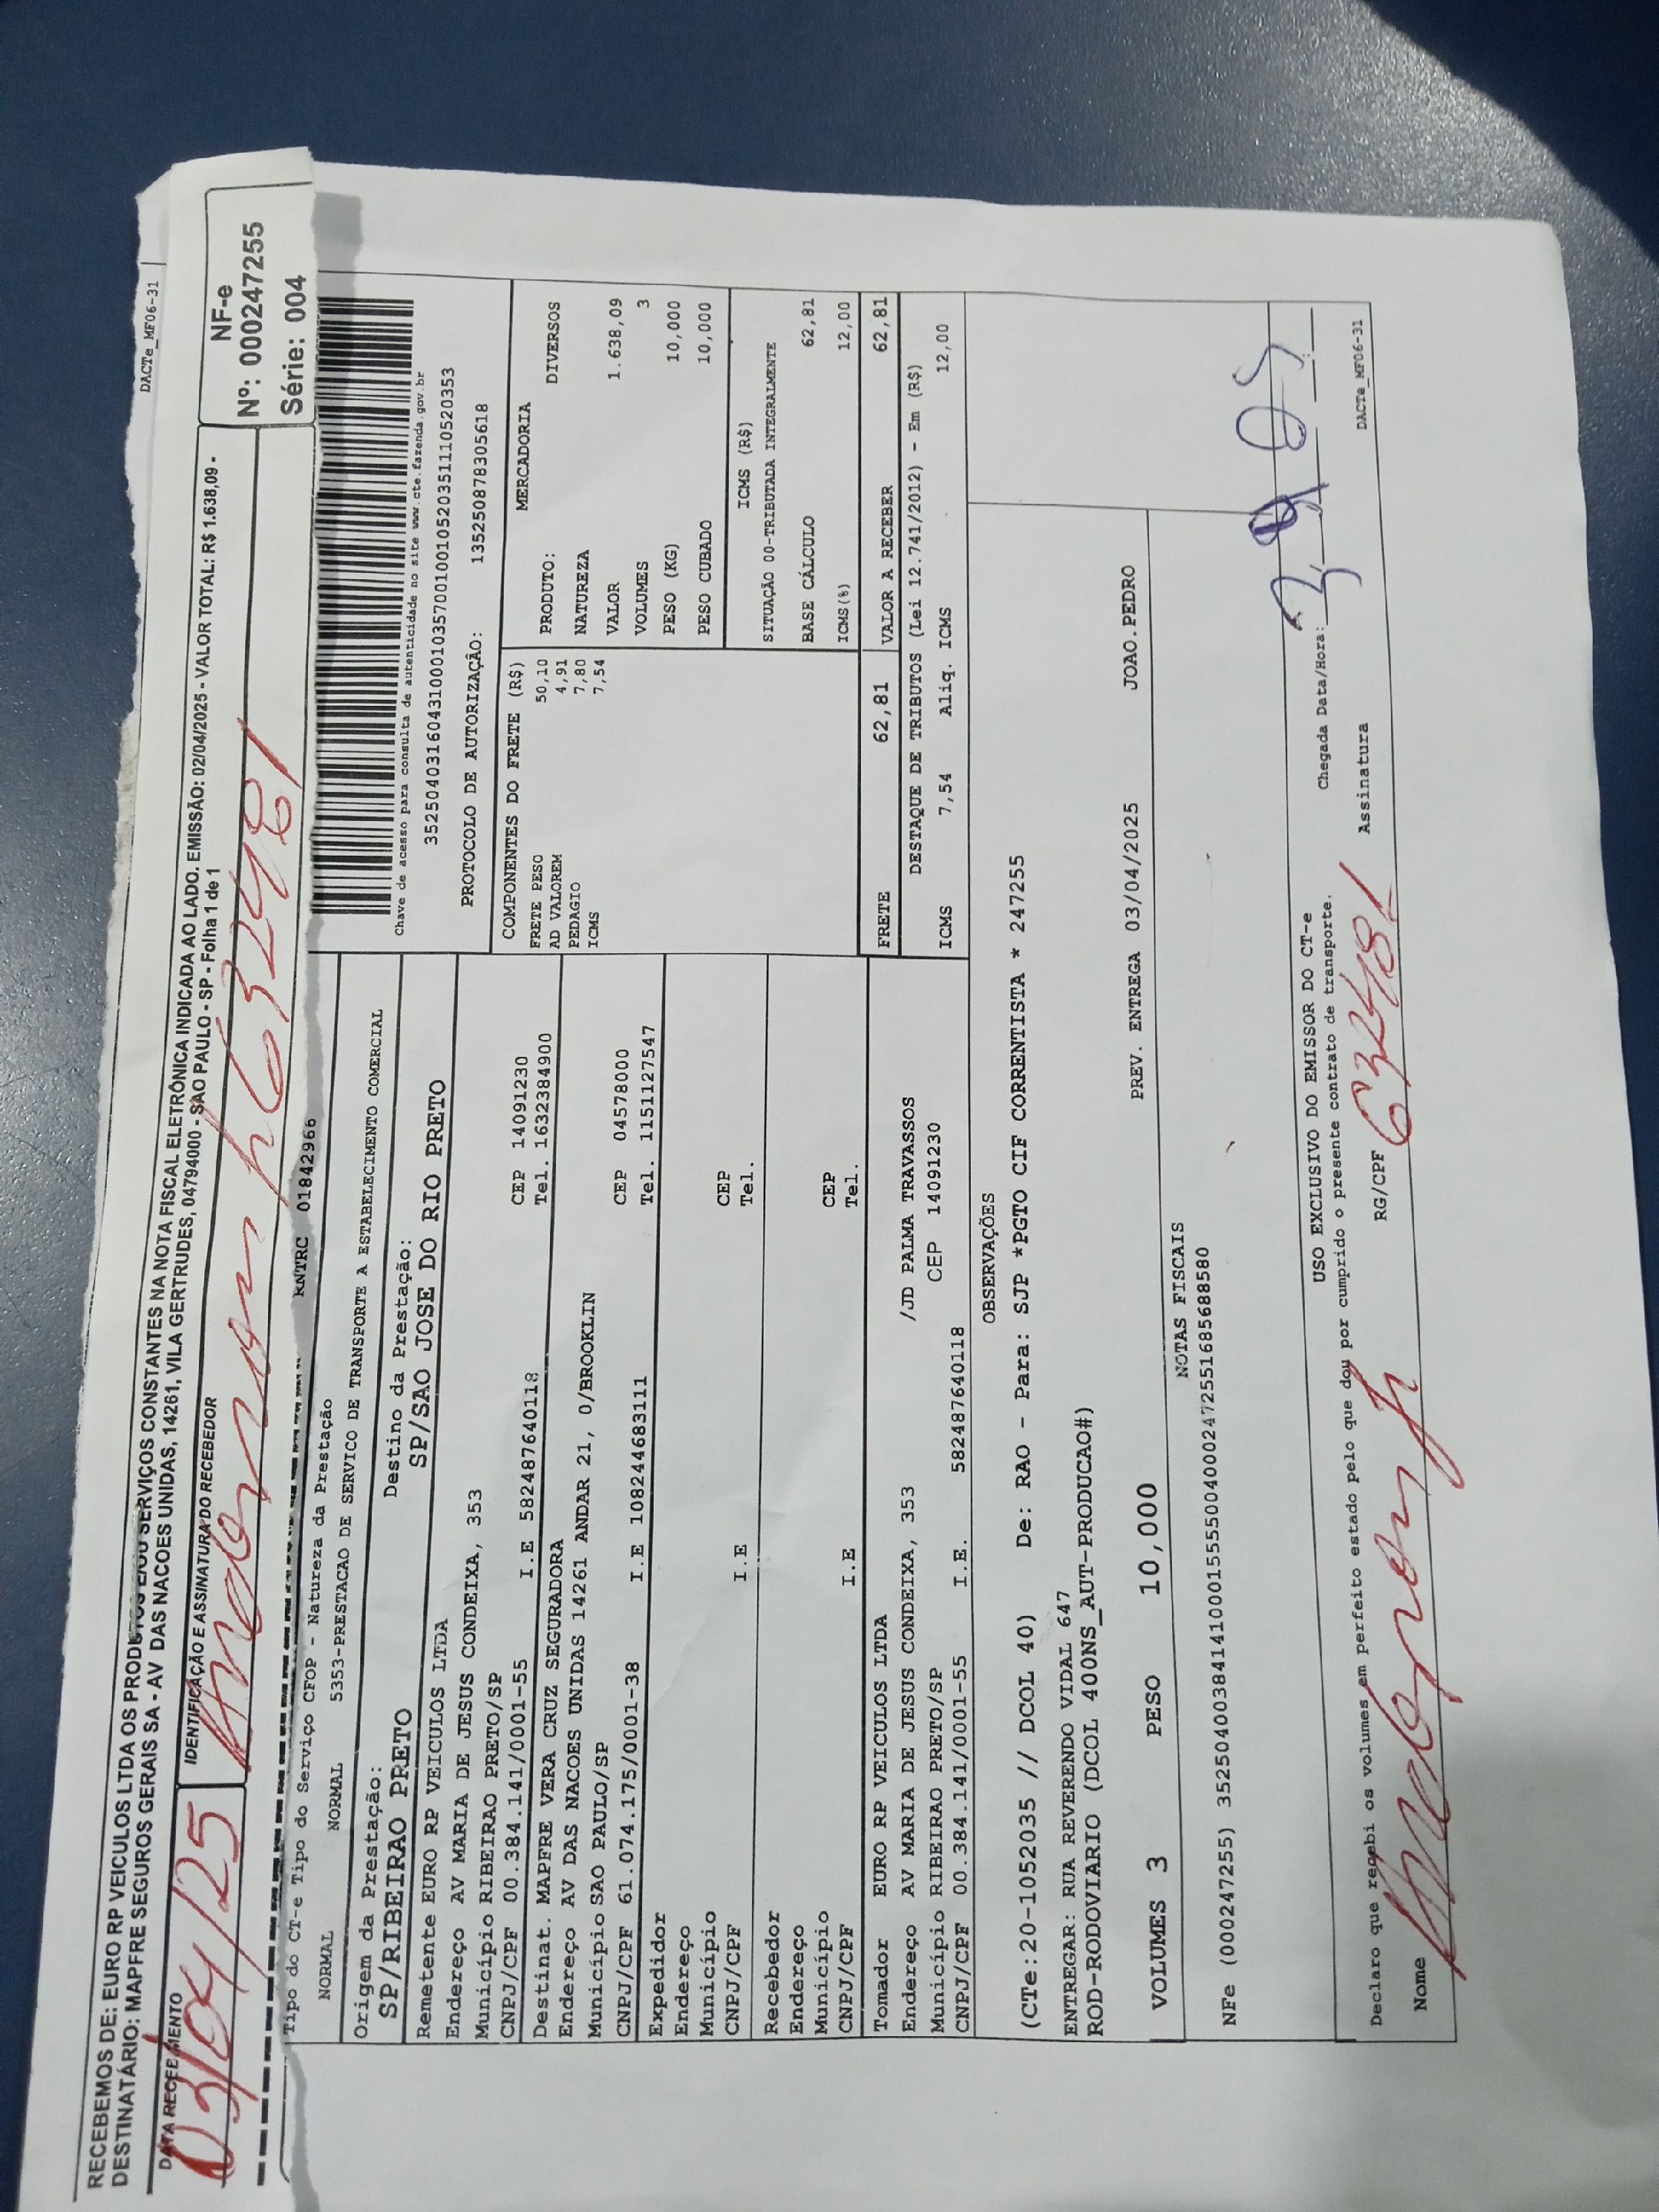 DACTe_MF06-31
RECEBEMOS DE: EURO RP VEICULOS LTDA OS PRODUTOS E/OU SERVIÇOS CONSTANTES NA NOTA FISCAL ELETRÔNICA INDICADA AO LADO. EMISSÃO: 02/04/2025 - VALOR TOTAL: R$ 1.638,09 -
DESTINATÁRIO: MAPFRE SEGUROS GERAIS SA - AV DAS NACOES UNIDAS, 14261, VILA GERTRUDES, 04794000 - SAO PAULO - SP - Folha 1 de 1
NF-e
Nº: 000247255
Série: 004
DATA RECEBIMENTO
03/04/25
IDENTIFICAÇÃO E ASSINATURA DO RECEBEDOR
632481
RNTRC 01842966
Tipo do CT-e Tipo do Serviço CFOP - Natureza da Prestação
NORMAL NORMAL 5353-PRESTACAO DE SERVICO DE TRANSPORTE A ESTABELECIMENTO COMERCIAL
Origem da Prestação: Destino da Prestação:
SP/RIBEIRAO PRETO SP/SAO JOSE DO RIO PRETO
Chave de acesso para consulta de autenticidade no site www.cte.fazenda.gov.br
35250403160431000103570010010520351110520353
PROTOCOLO DE AUTORIZAÇÃO: 135250878305618
Remetente EURO RP VEICULOS LTDA
Endereço AV MARIA DE JESUS CONDEIXA, 353
Município RIBEIRAO PRETO/SP CEP 14091230
CNPJ/CPF 00.384.141/0001-55 I.E 582487640118 Tel. 1632384900
Destinat. MAPFRE VERA CRUZ SEGURADORA
Endereço AV DAS NACOES UNIDAS 14261 ANDAR 21, 0/BROOKLIN
Município SAO PAULO/SP CEP 04578000
CNPJ/CPF 61.074.175/0001-38 I.E 108244683111 Tel. 1151127547
Expedidor
Endereço
Município CEP
CNPJ/CPF I.E Tel.
Recebedor
Endereço
Município CEP
CNPJ/CPF I.E Tel.
Tomador EURO RP VEICULOS LTDA
Endereço AV MARIA DE JESUS CONDEIXA, 353 /JD PALMA TRAVASSOS
Município RIBEIRAO PRETO/SP CEP 14091230
CNPJ/CPF 00.384.141/0001-55 I.E. 582487640118
COMPONENTES DO FRETE (R$)
FRETE PESO 50,10
AD VALOREM 4,91
PEDAGIO 7,80
ICMS 7,54
MERCADORIA
PRODUTO: DIVERSOS
NATUREZA
VALOR 1.638,09
VOLUMES 3
PESO (KG) 10,000
PESO CUBADO 10,000
ICMS (R$)
SITUAÇÃO 00-TRIBUTADA INTEGRALMENTE
BASE CÁLCULO 62,81
ICMS(%) 12,00
FRETE 62,81 VALOR A RECEBER 62,81
DESTAQUE DE TRIBUTOS (Lei 12.741/2012) - Em (R$)
ICMS 7,54 Aliq. ICMS 12,00
OBSERVAÇÕES
(CTe:20-1052035 // DCOL 40) De: RAO - Para: SJP *PGTO CIF CORRENTISTA * 247255
ENTREGAR: RUA REVERENDO VIDAL 647
ROD-RODOVIARIO (DCOL 400NS_AUT-PRODUCAO#)
VOLUMES 3 PESO 10,000 PREV. ENTREGA 03/04/2025 JOAO.PEDRO
NOTAS FISCAIS
NFe (000247255) 35250400384141000155550040002472551685688580
USO EXCLUSIVO DO EMISSOR DO CT-e
Declaro que recebi os volumes em perfeito estado pelo que dou por cumprido o presente contrato de transporte.
Chegada Data/Hora:
Nome RG/CPF 632481 Assinatura
DACTe_MF06-31